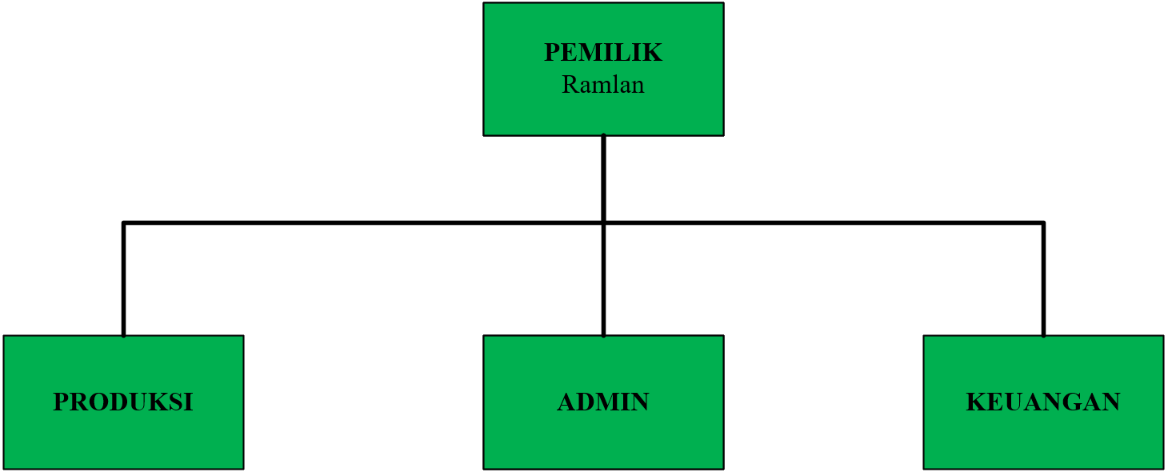 PEMILIK
Ramlan
PRODUKSI
ADMIN
KEUANGAN